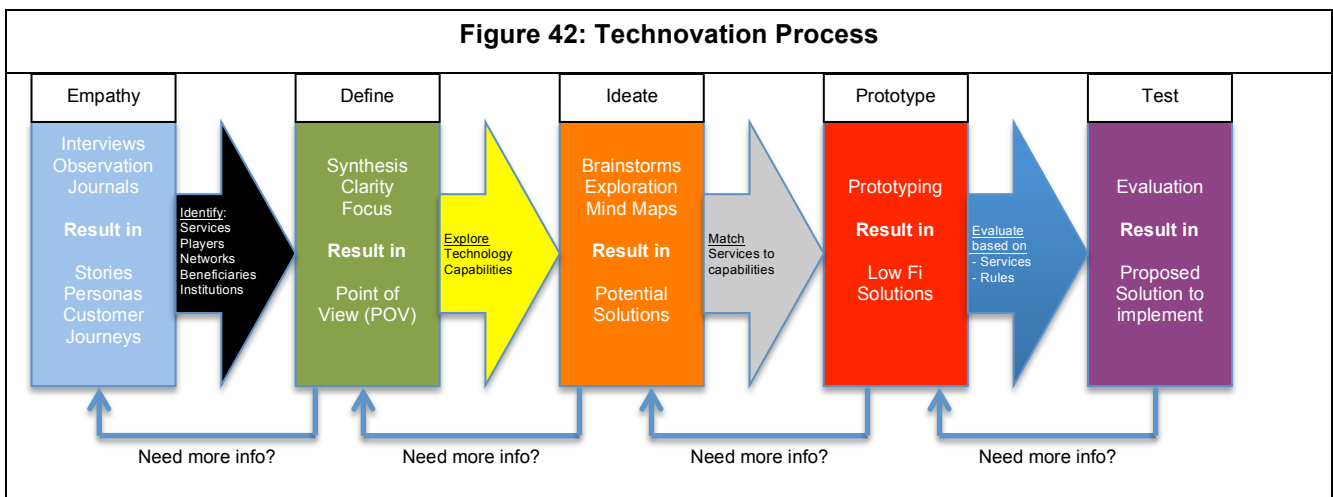 Figure 42: Technovation Process
Empathy
Interviews
Observation
Journals
Result in
Stories
Personas
Customer
Journeys
Identify:
Services
Players
Networks
Beneficiaries
Institutions
Define
Synthesis
Clarity
Focus
Result in
Point of
View (POV)
Explore
Technology
Capabilities
Ideate
Brainstorms
Exploration
Mind Maps
Result in
Potential
Solutions
Match
Services to
capabilities
Prototype
Prototyping
Result in
Low Fi
Solutions
Evaluate
based on
- Services
- Rules
Test
Evaluation
Result in
Proposed
Solution to
implement
Need more info?
Need more info?
Need more info?
Need more info?